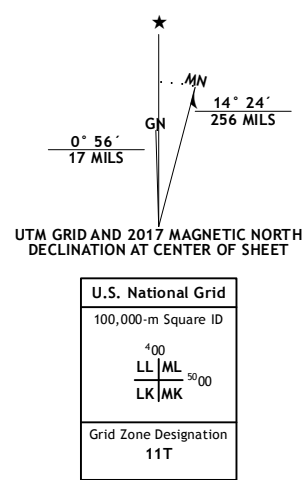 ★
MN
14° 24´
256 MILS
GN
0° 56´
17 MILS
UTM GRID AND 2017 MAGNETIC NORTH
DECLINATION AT CENTER OF SHEET
U.S. National Grid
100,000-m Square ID
⁴00
LL ML
⁵⁰00
LK MK
Grid Zone Designation
11T